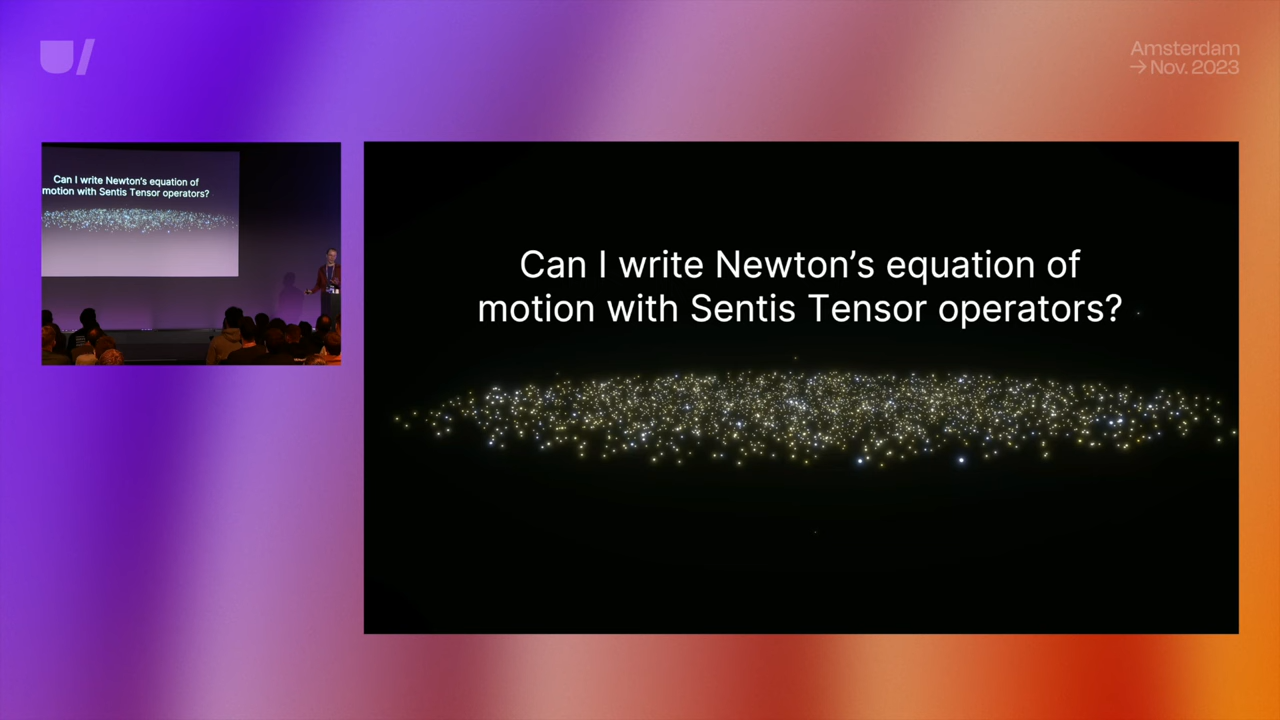 Amsterdam
→ Nov. 2023
Can I write Newton's equation of
motion with Sentis Tensor operators?
Can I write Newton's equation of
motion with Sentis Tensor operators?